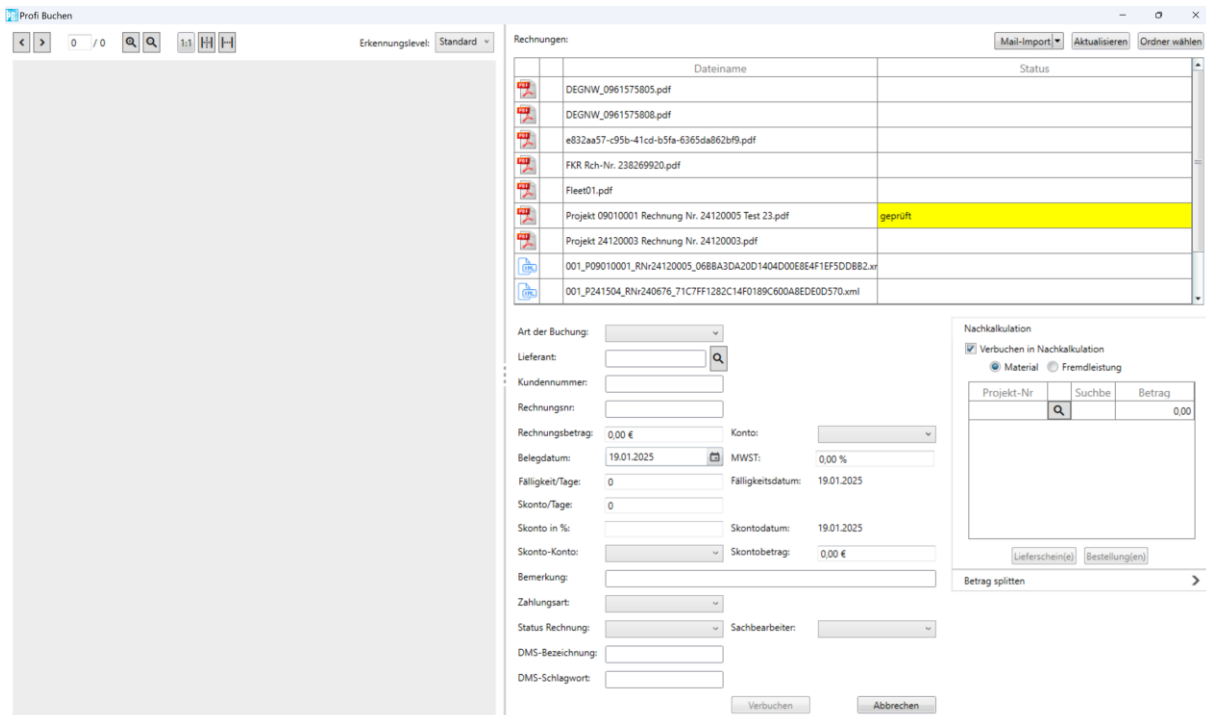 Profi Buchen
0 / 0 1:1 Erkennungslevel: Standard
Rechnungen: Mail-Import Aktualisieren Ordner wählen
Dateiname Status
DEGNW_0961575805.pdf
DEGNW_0961575808.pdf
e832aa57-c95b-41cd-b5fa-6365da862bf9.pdf
FKR Rch-Nr. 238269920.pdf
Fleet01.pdf
Projekt 09010001 Rechnung Nr. 24120005 Test 23.pdf geprüft
Projekt 24120003 Rechnung Nr. 24120003.pdf
001_P09010001_RNr24120005_06BBA3DA20D1404D00E8E4F1EF5DDBB2.xr
001_P241504_RNr240676_71C7FF1282C14F0189C600A8EDE0D570.xml
Art der Buchung:
Lieferant:
Kundennummer:
Rechnungsnr:
Rechnungsbetrag: 0,00 € Konto:
Belegdatum: 19.01.2025 MWST: 0,00 %
Fälligkeit/Tage: 0 Fälligkeitsdatum: 19.01.2025
Skonto/Tage: 0
Skonto in %: Skontodatum: 19.01.2025
Skonto-Konto: Skontobetrag: 0,00 €
Bemerkung:
Zahlungsart:
Status Rechnung: Sachbearbeiter:
DMS-Bezeichnung:
DMS-Schlagwort:
Verbuchen Abbrechen
Nachkalkulation
Verbuchen in Nachkalkulation
Material Fremdleistung
Projekt-Nr Suchbe Betrag
0,00
Lieferschein(e) Bestellung(en)
Betrag splitten